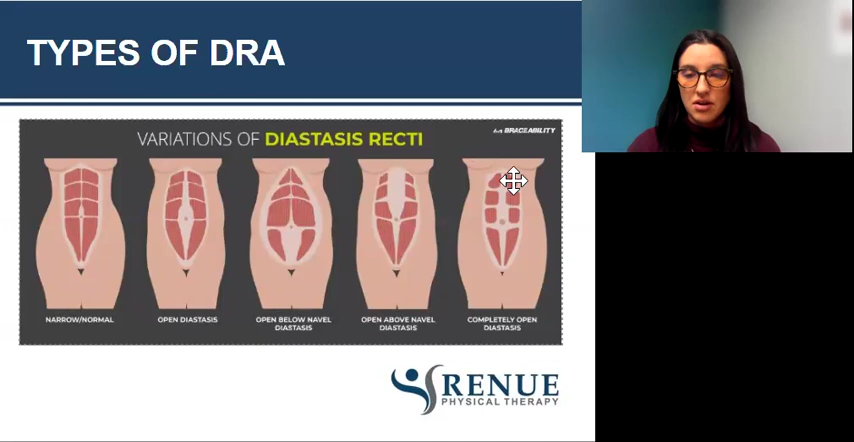 TYPES OF DRA
VARIATIONS OF DIASTASIS RECTI
BRACEABILITY
NARROW/NORMAL
OPEN DIASTASIS
OPEN BELOW NAVEL
DIASTASIS
OPEN ABOVE NAVEL
DIASTASIS
COMPLETELY OPEN
DIASTASIS
RENUE
PHYSICAL THERAPY